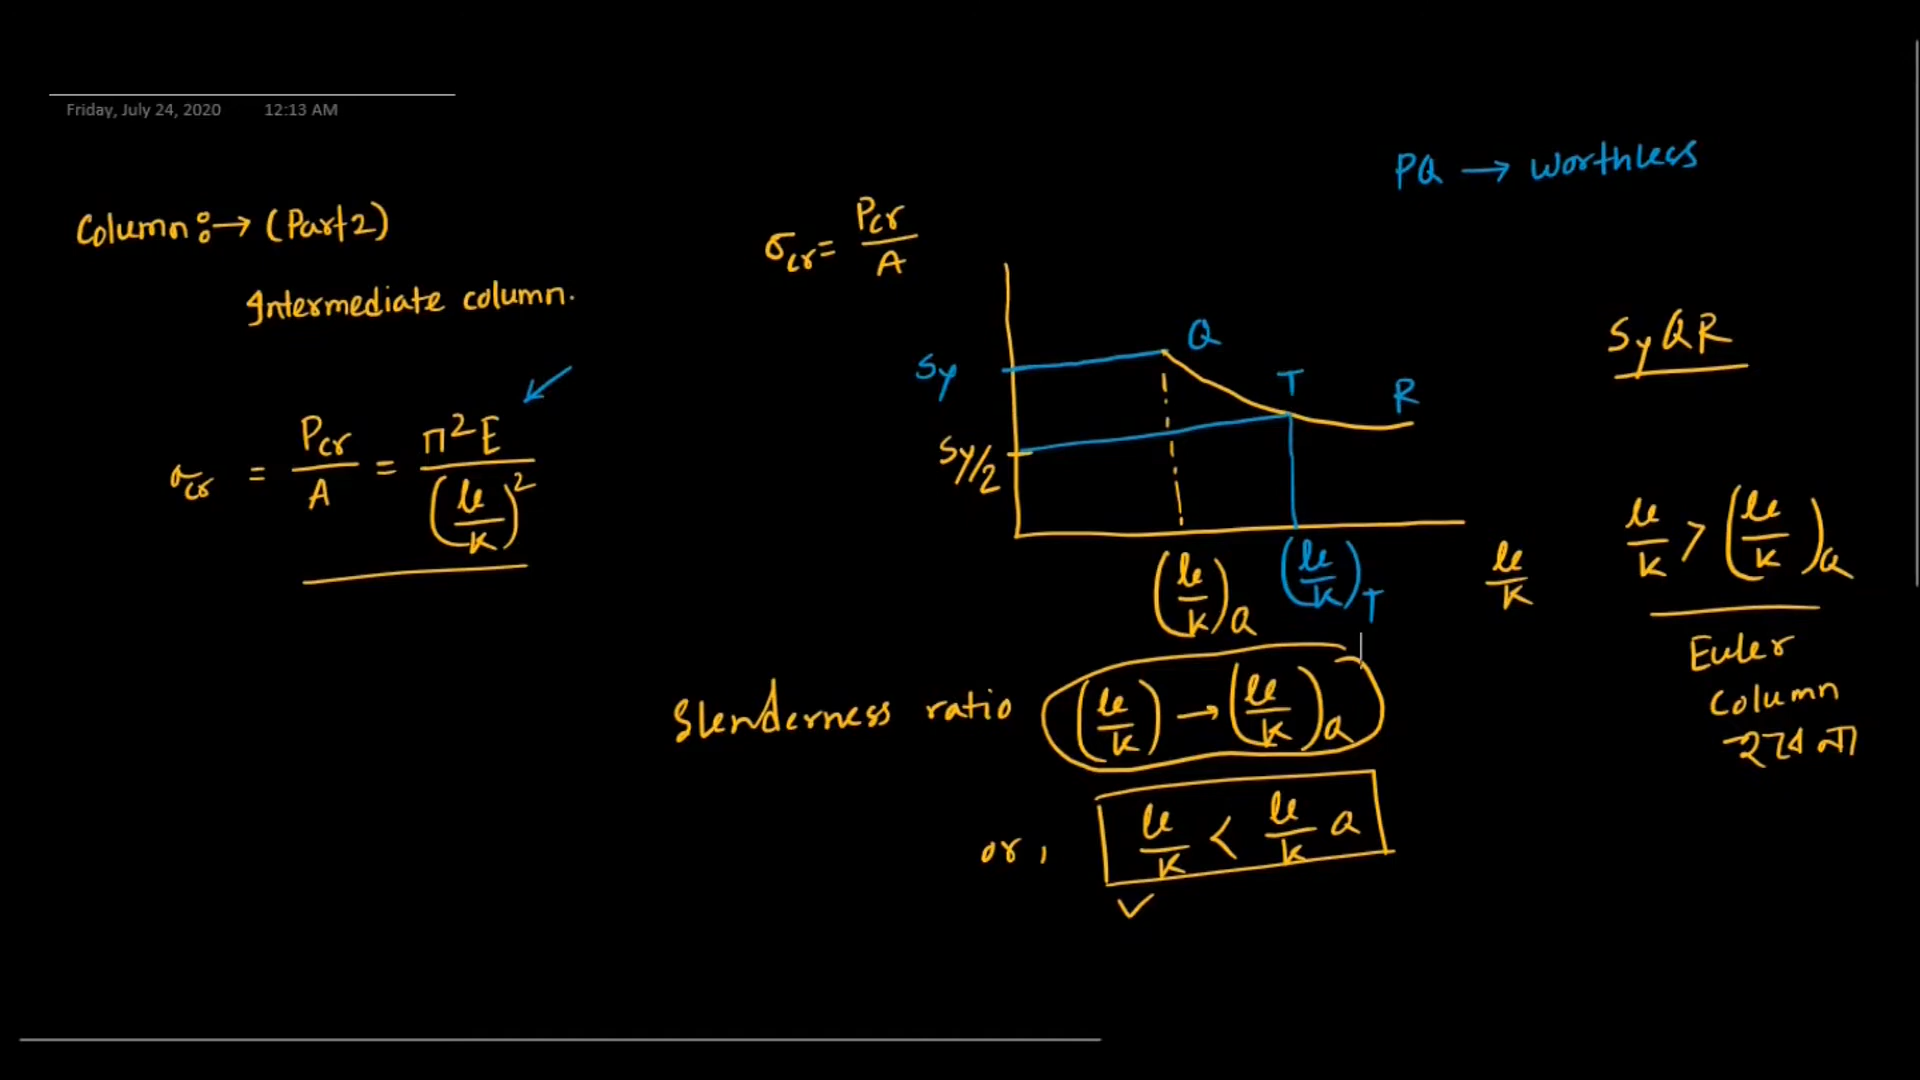 Friday, July 24, 2020 12:13 AM
Column :→ (Part 2)
Intermediate column.
σcr = Pcr/A = π²E/(le/k)²
σcr = Pcr/A
PQ → worthless
Sy
Q
T
R
Sy/2
(le/k)Q
(le/k)T
le/k
SyQR
le/k > (le/k)Q
Euler
column
হবে না
Slenderness ratio (le/k) → (le/k)Q
or, le/k < le/k Q